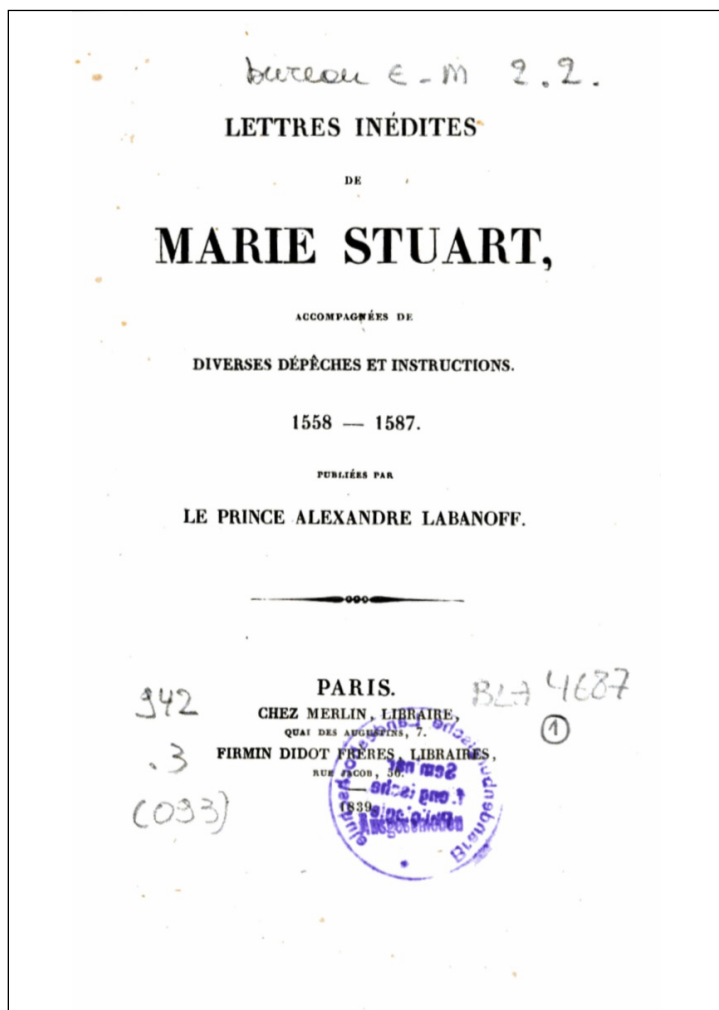 bureau E-M 2.2.
LETTRES INÉDITES
DE
MARIE STUART,
ACCOMPAGNÉES DE
DIVERSES DÉPÊCHES ET INSTRUCTIONS.
1558 — 1587.
PUBLIÉES PAR
LE PRINCE ALEXANDRE LABANOFF.
PARIS.
CHEZ MERLIN, LIBRAIRE,
QUAI DES AUGUSTINS, 7.
FIRMIN DIDOT FRÈRES, LIBRAIRES,
RUE JACOB, 56.
1839
942
.3
(093)
4687
1
Brandenburgische Landeshochschule